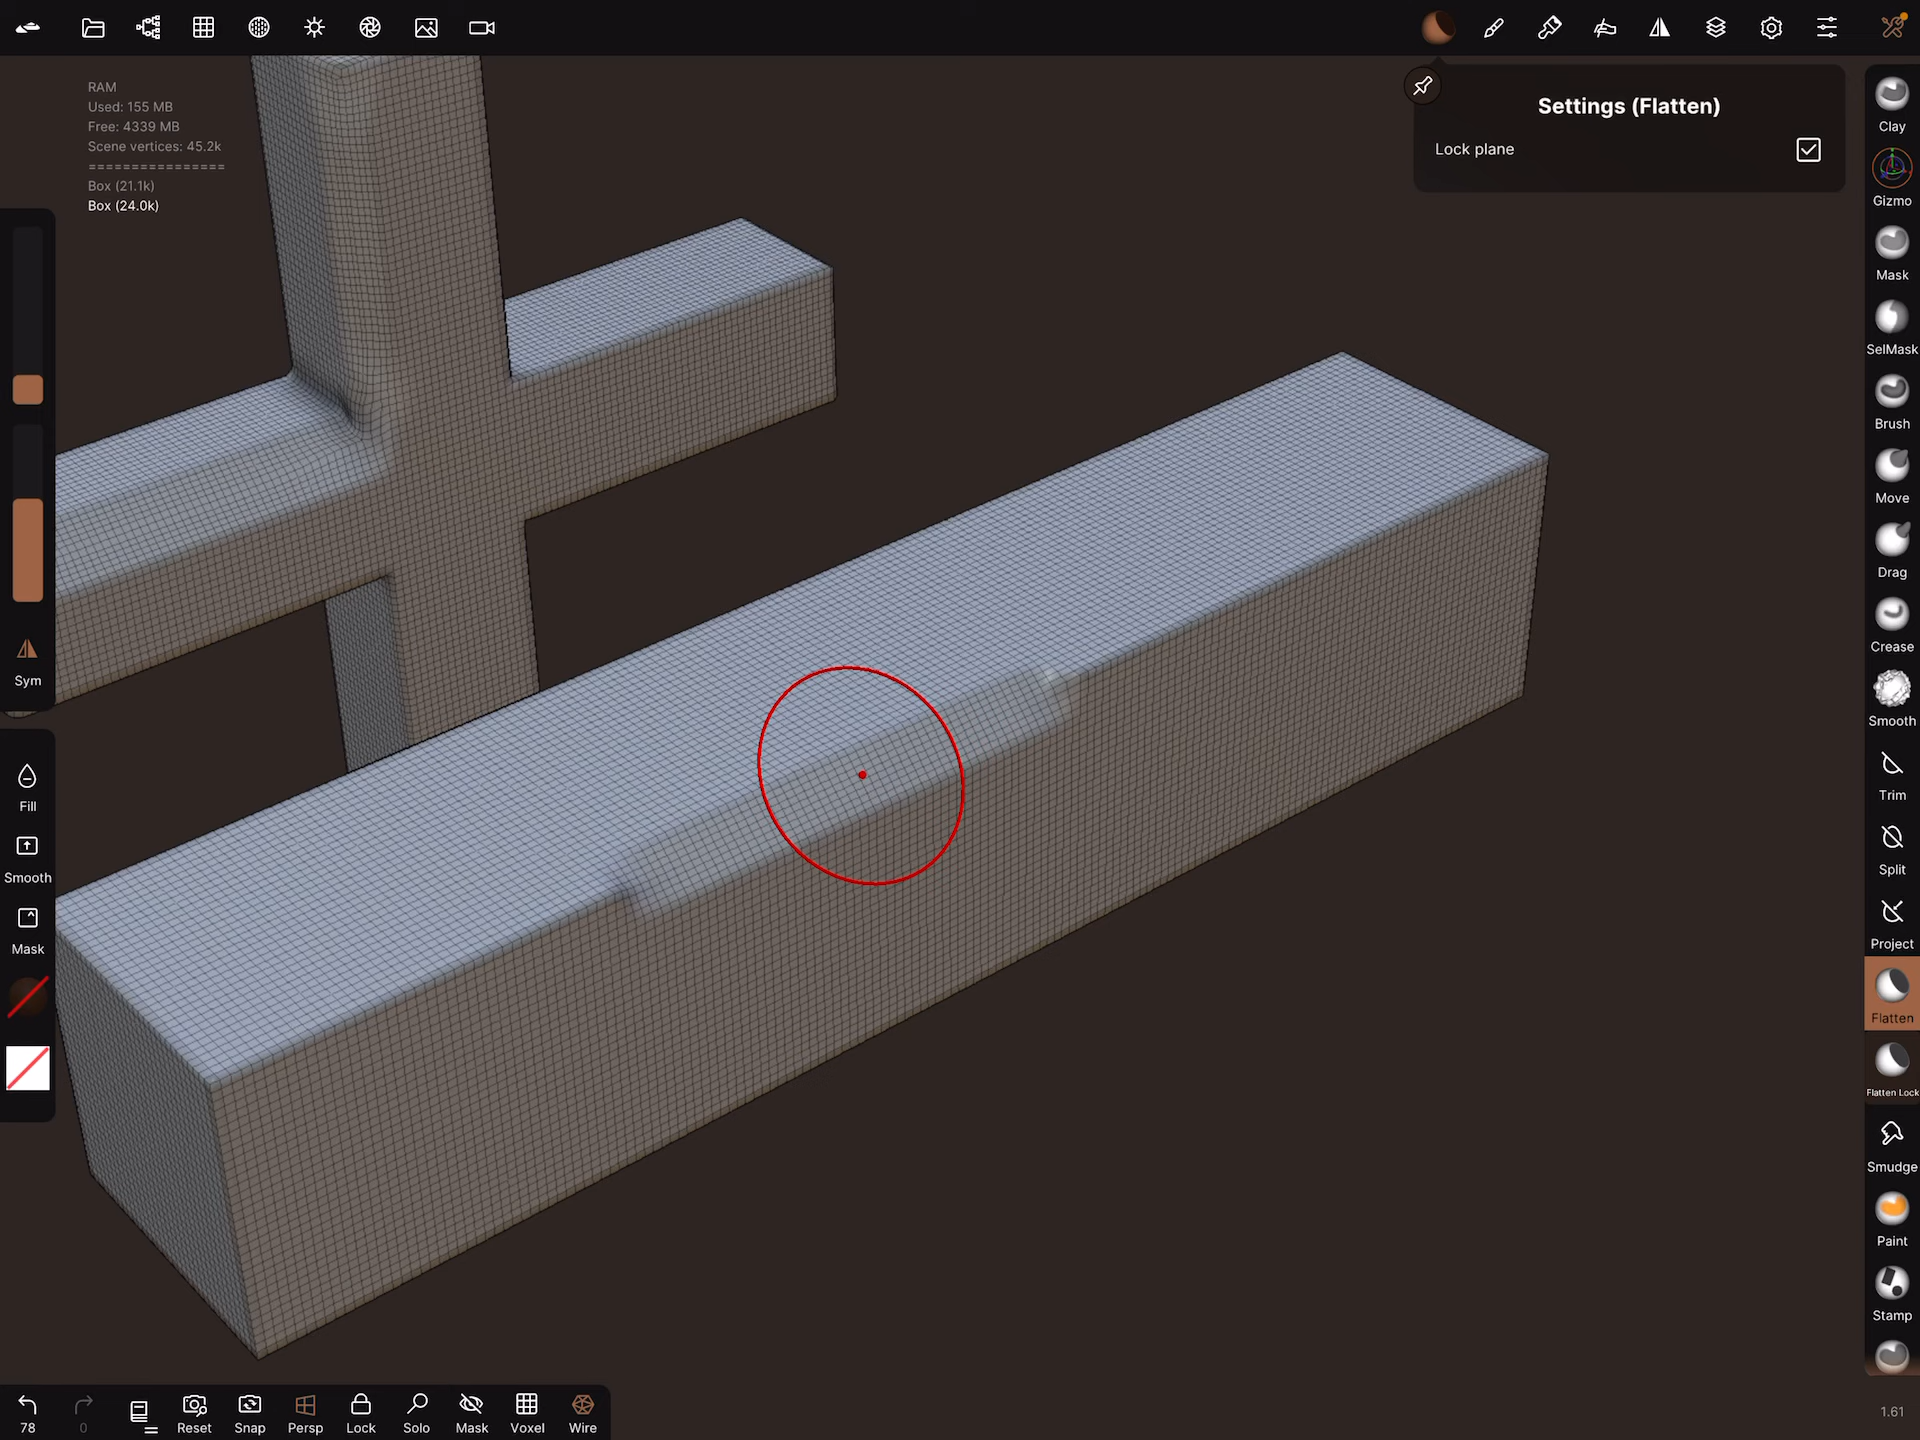 RAM
Used: 155 MB
Free: 4339 MB
Scene vertices: 45.2k
================
Box (21.1k)
Box (24.0k)
Settings (Flatten)
Lock plane
Sym
Fill
Smooth
Mask
Clay
Gizmo
Mask
SelMask
Brush
Move
Drag
Crease
Smooth
Trim
Split
Project
Flatten
Flatten Lock
Smudge
Paint
Stamp
78
0
Reset
Snap
Persp
Lock
Solo
Mask
Voxel
Wire
1.61